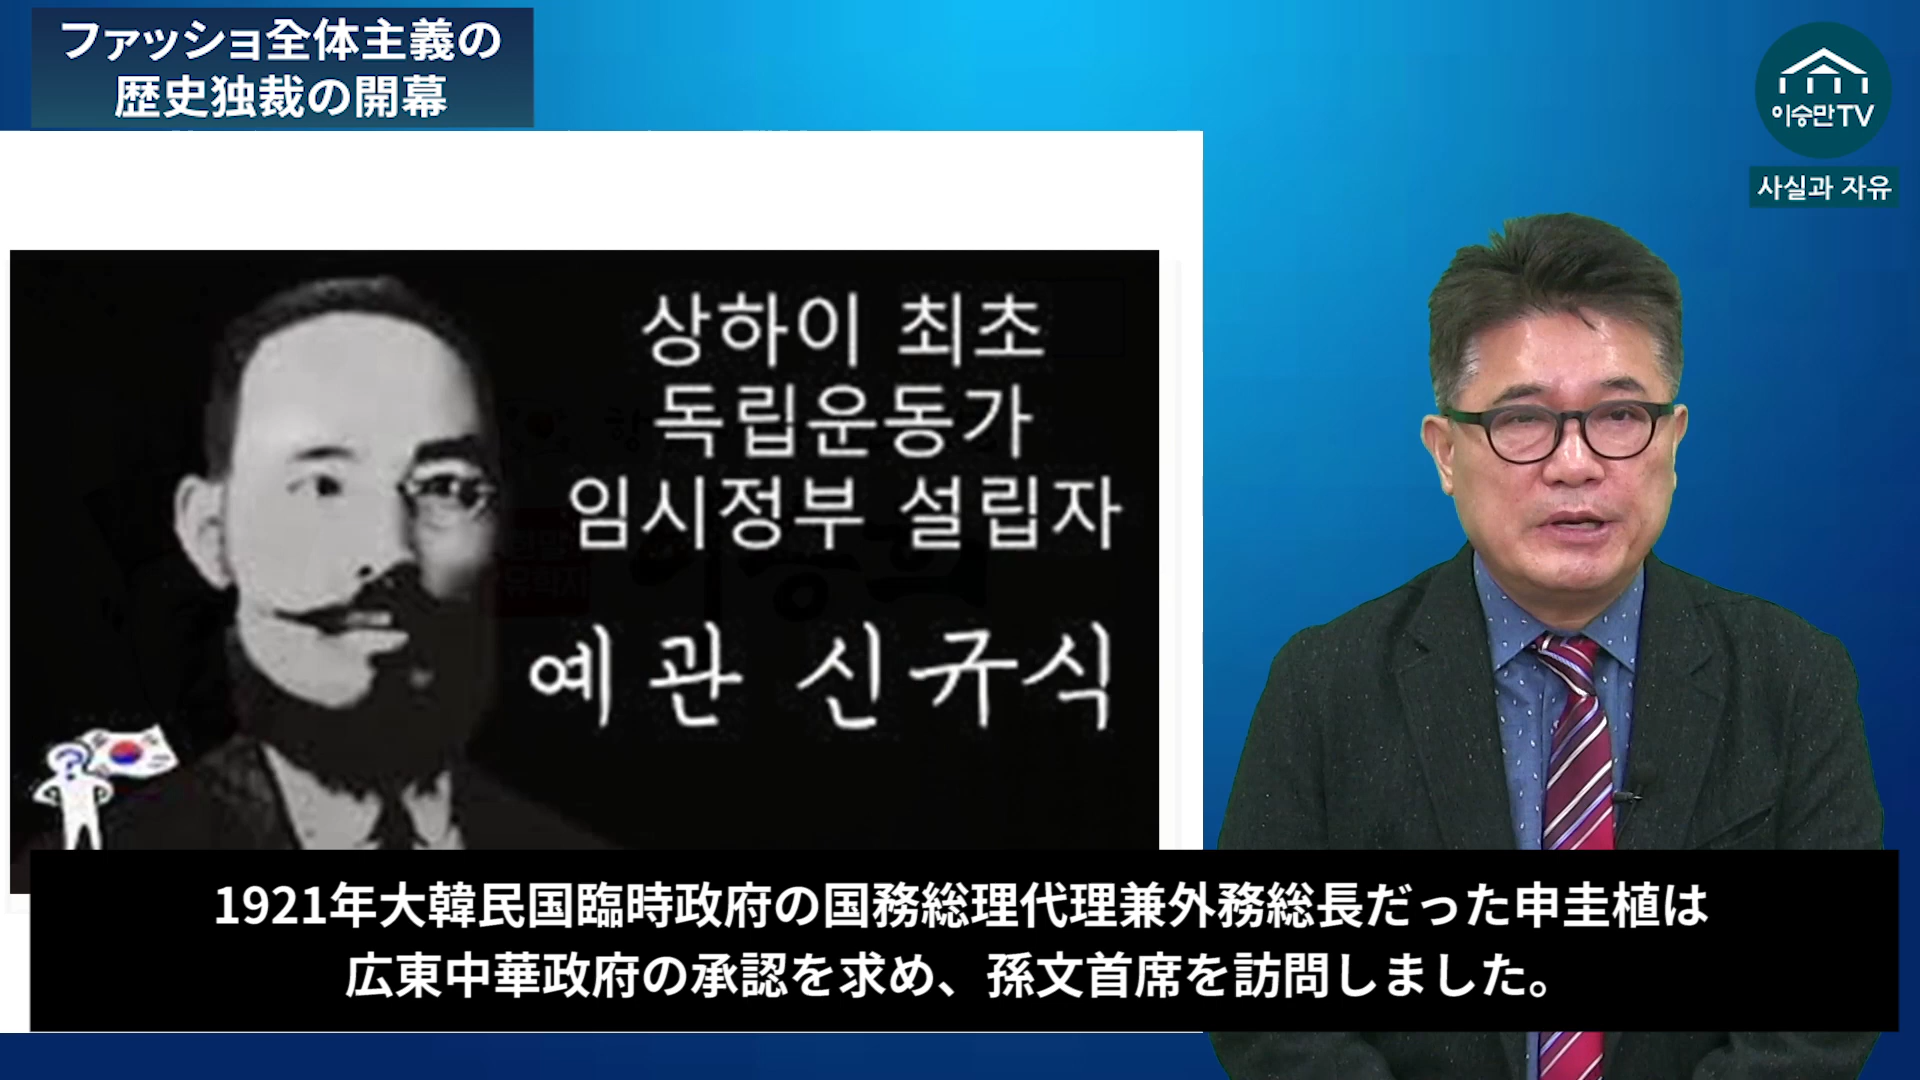 ファッショ全体主義の
歴史独裁の開幕
이승만TV
사실과 자유
상하이 최초
독립운동가
임시정부 설립자
예관 신규식
1921年大韓民国臨時政府の国務総理代理兼外務総長だった申圭植は
広東中華政府の承認を求め、孫文首席を訪問しました。